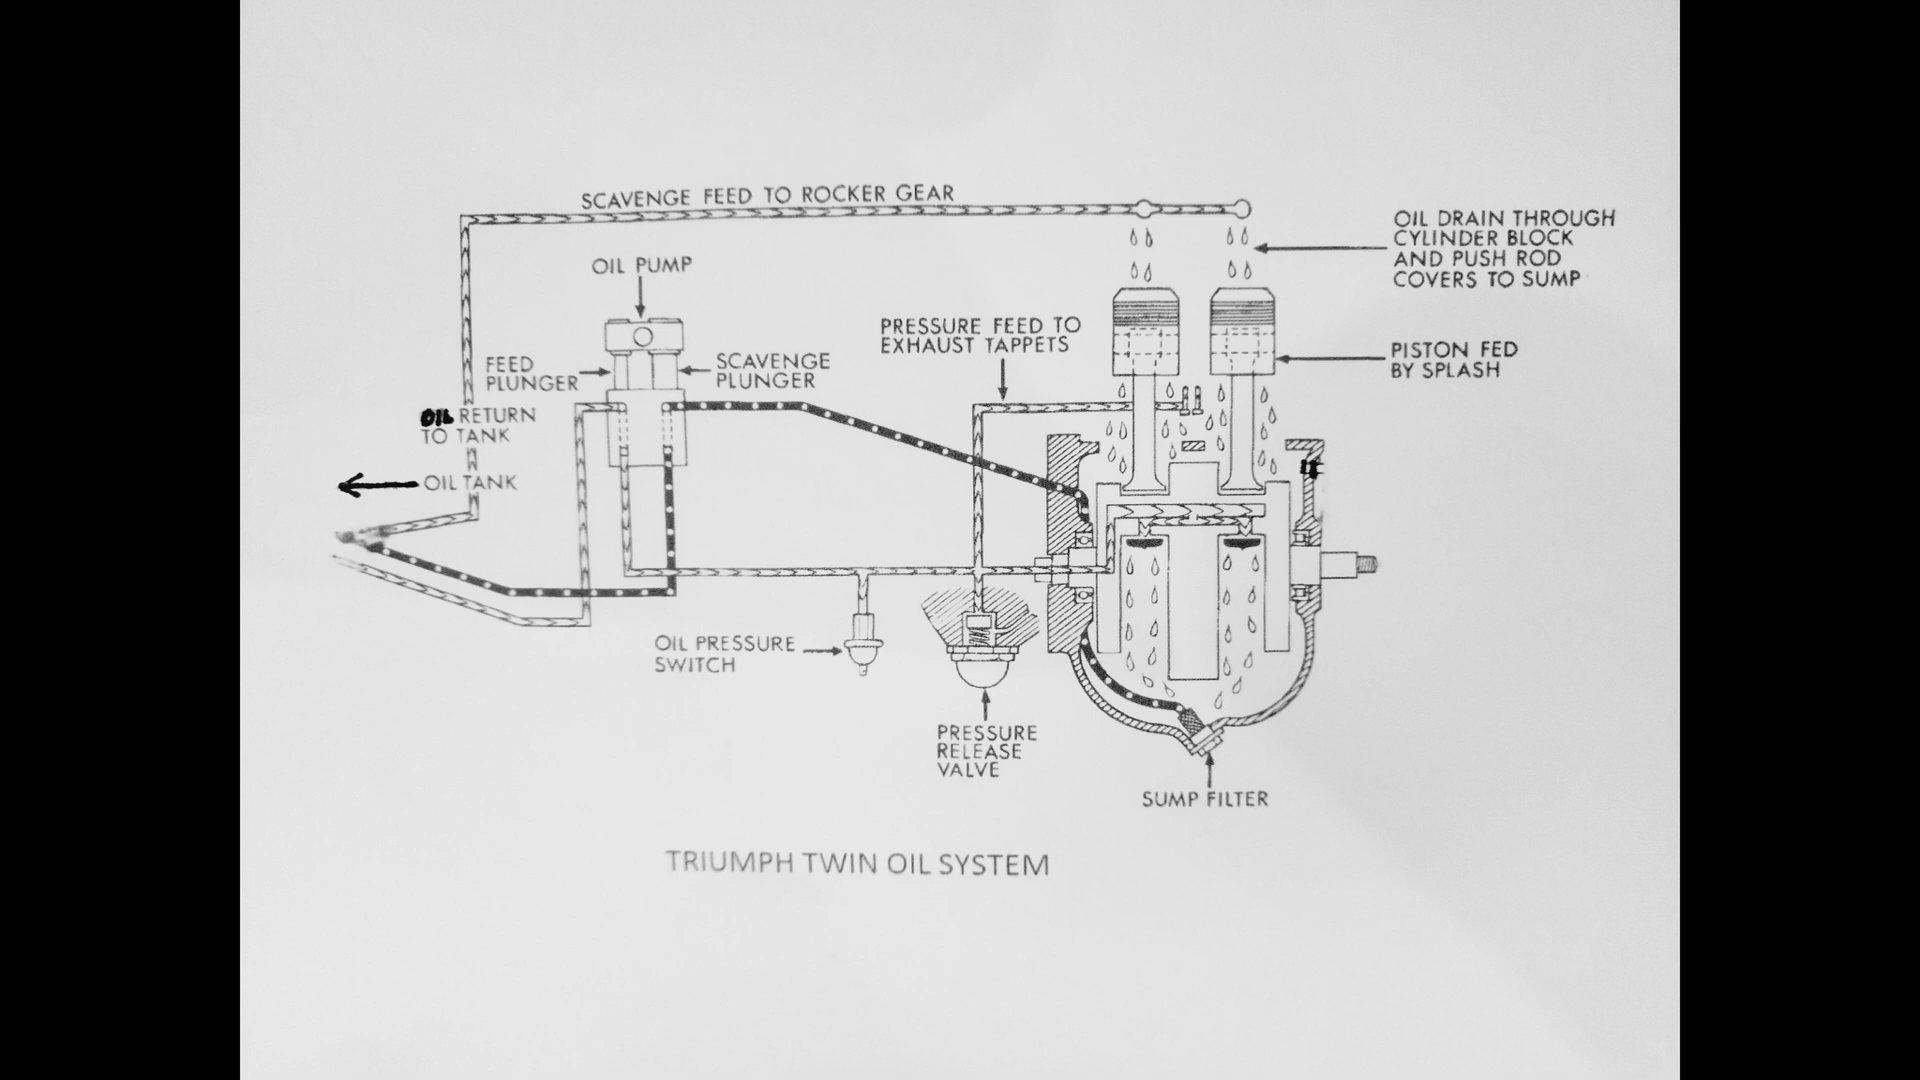 SCAVENGE FEED TO ROCKER GEAR
OIL DRAIN THROUGH
CYLINDER BLOCK
AND PUSH ROD
COVERS TO SUMP
OIL PUMP
PRESSURE FEED TO
EXHAUST TAPPETS
FEED
PLUNGER
SCAVENGE
PLUNGER
PISTON FED
BY SPLASH
OIL RETURN
TO TANK
OIL TANK
OIL PRESSURE
SWITCH
PRESSURE
RELEASE
VALVE
SUMP FILTER
TRIUMPH TWIN OIL SYSTEM